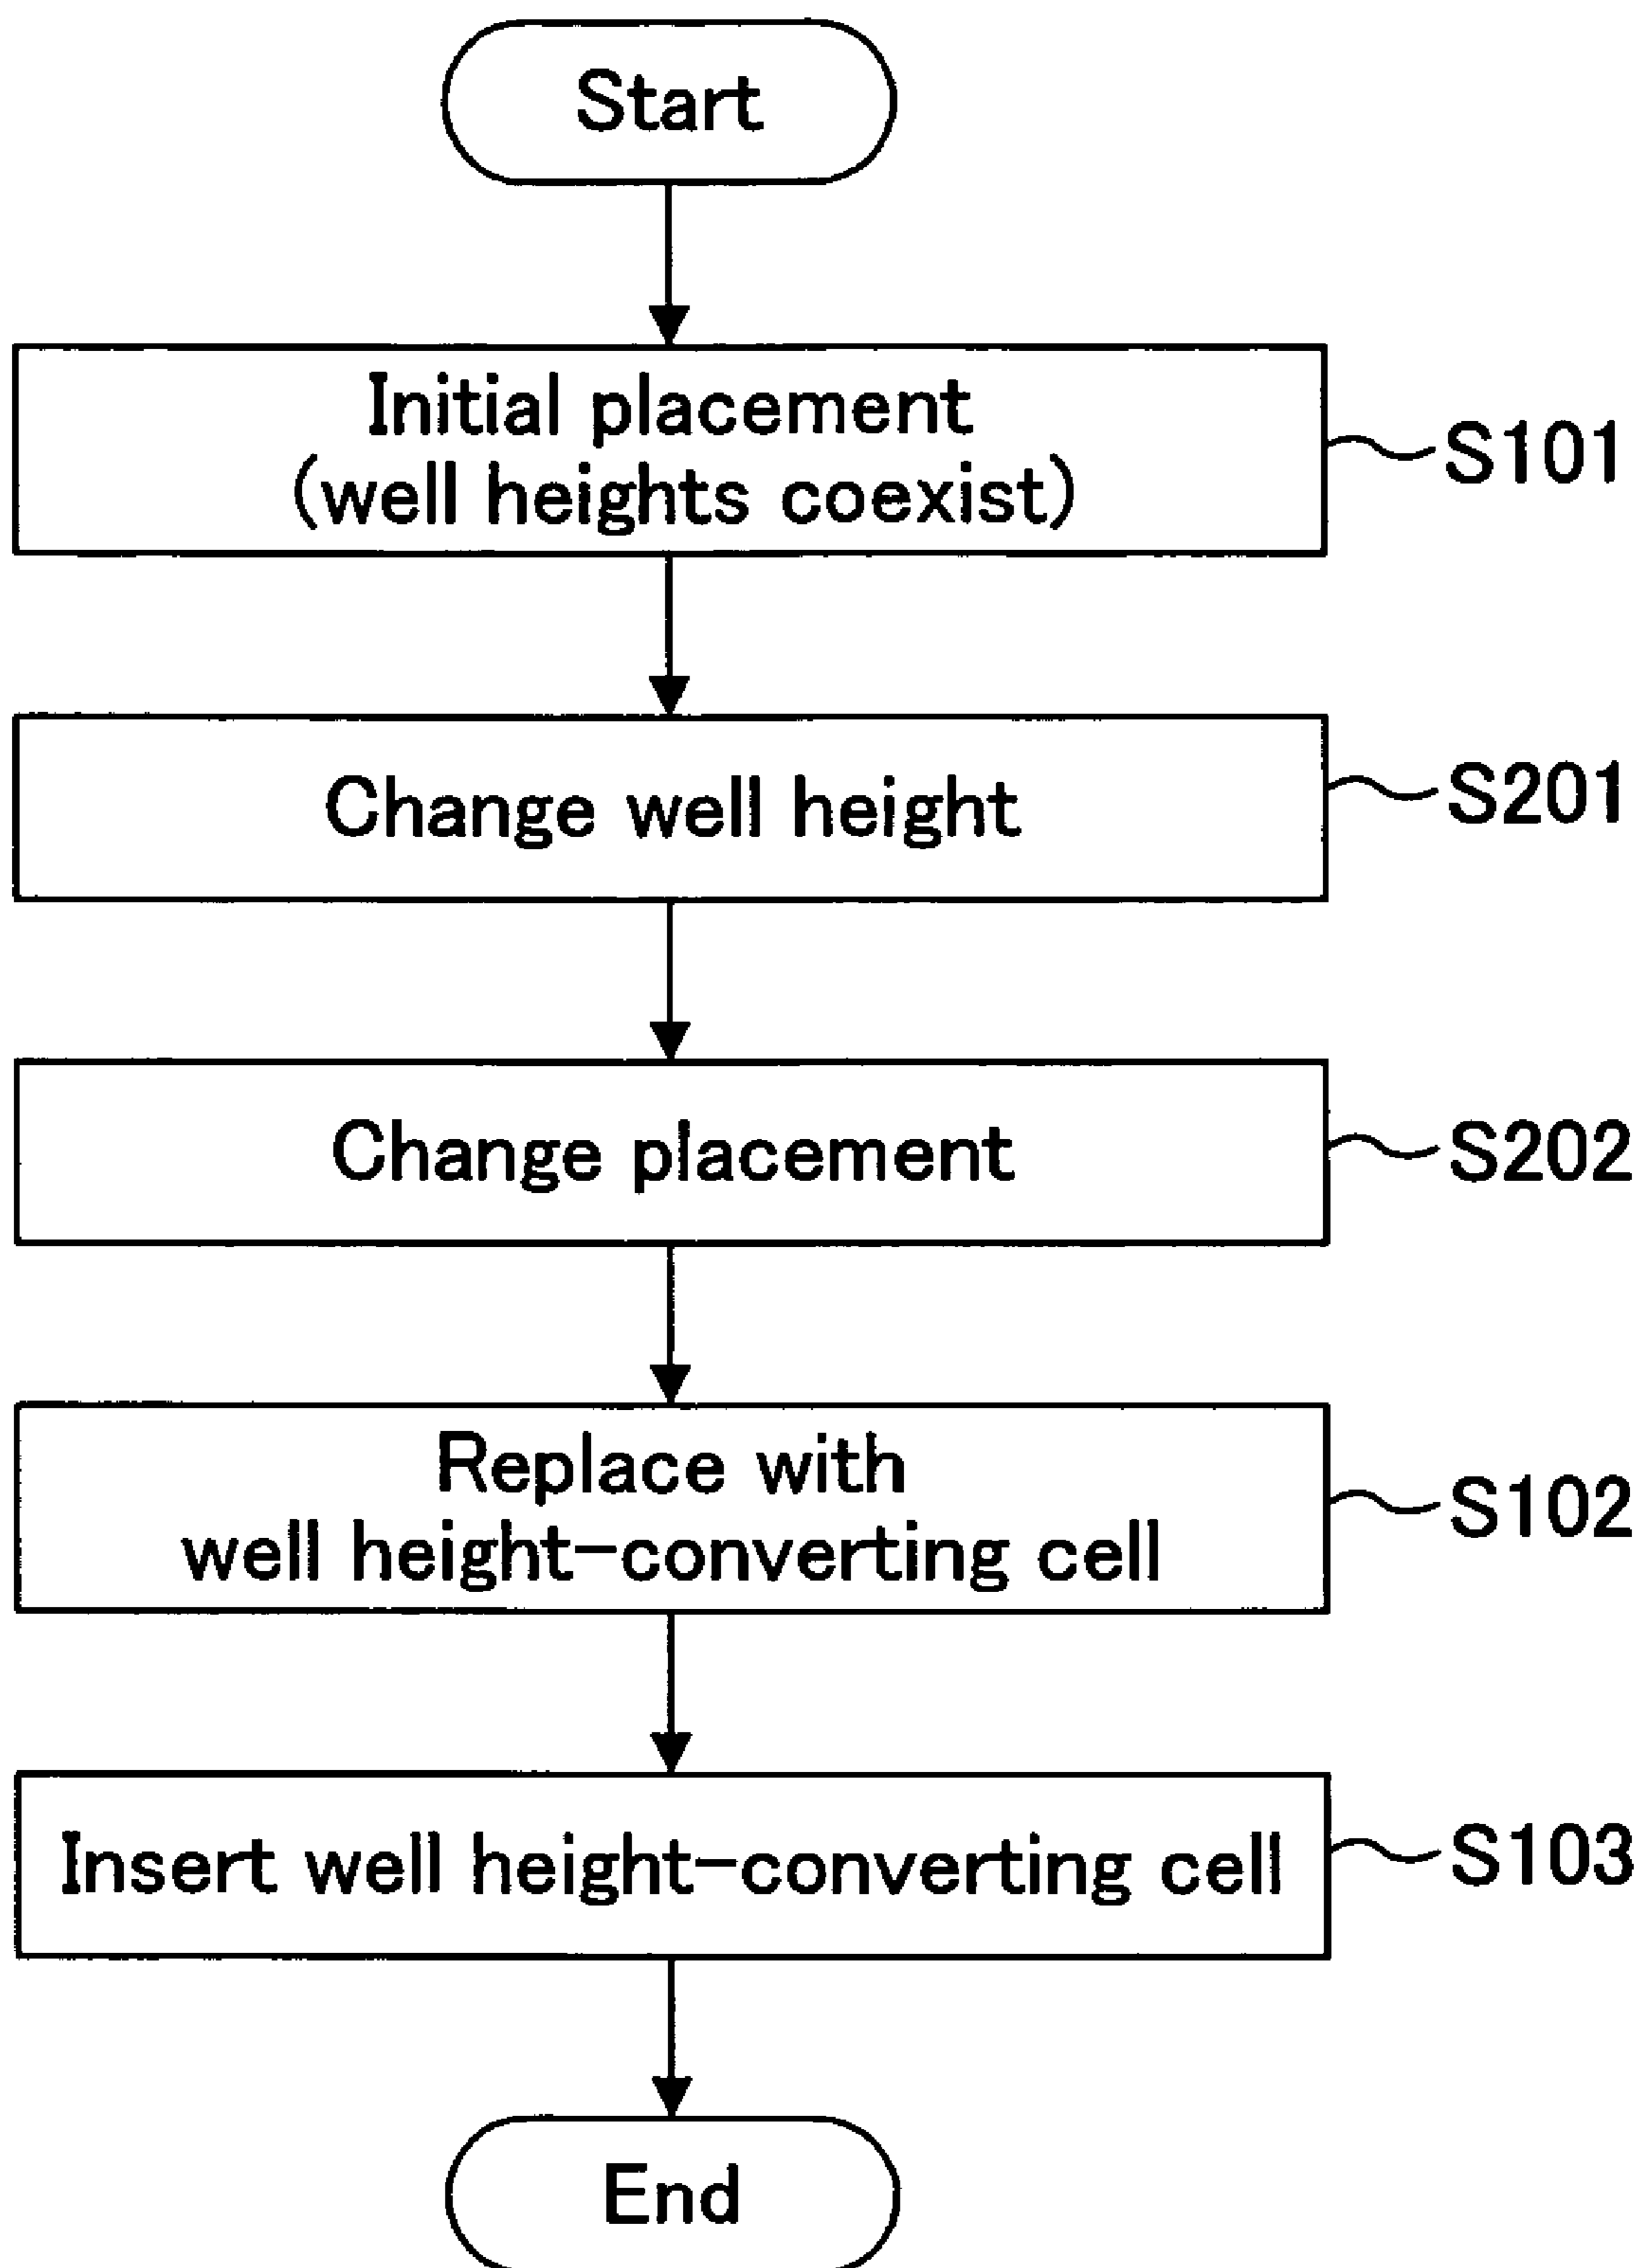 Start
Initial placement
(well heights coexist)
S101
Change well height
S201
Change placement
S202
Replace with
well height-converting cell
S102
Insert well height-converting cell
S103
End